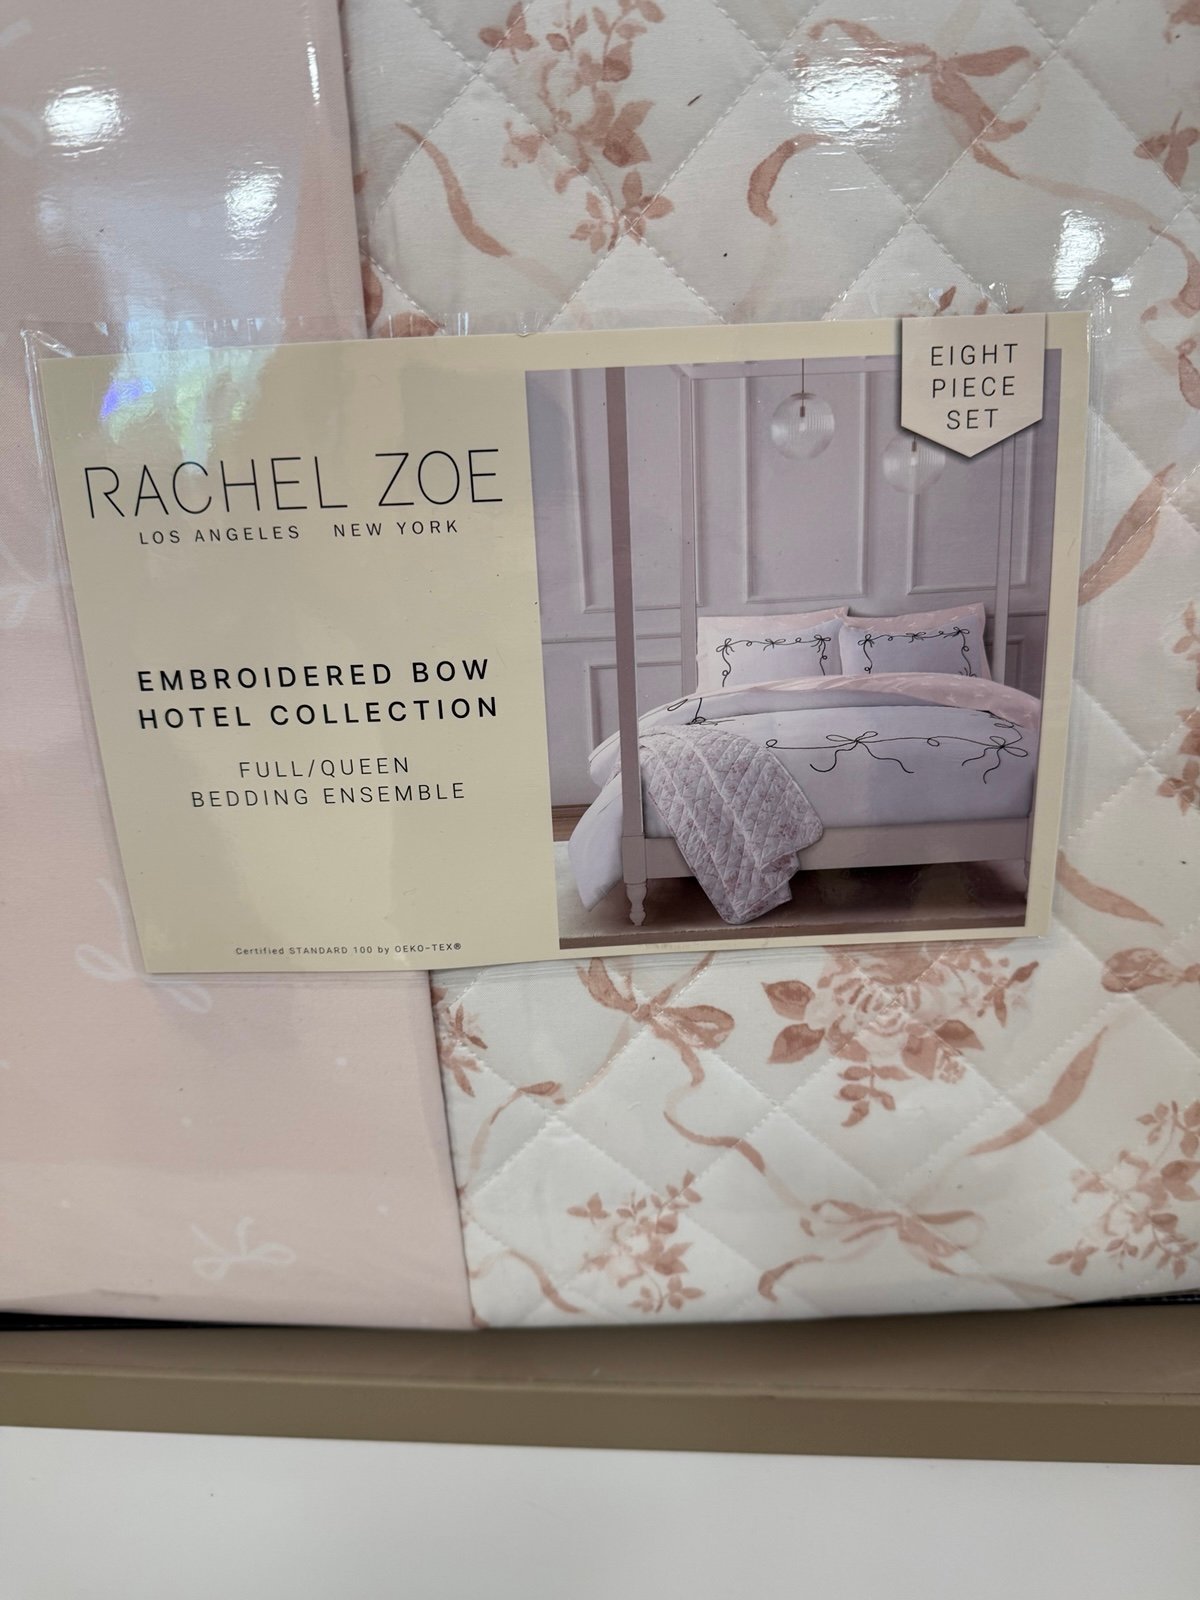 EIGHT
PIECE
SET
RACHEL ZOE
LOS ANGELES NEW YORK
EMBROIDERED BOW
HOTEL COLLECTION
FULL/QUEEN
BEDDING ENSEMBLE
Certified STANDARD 100 by OEKO-TEX®